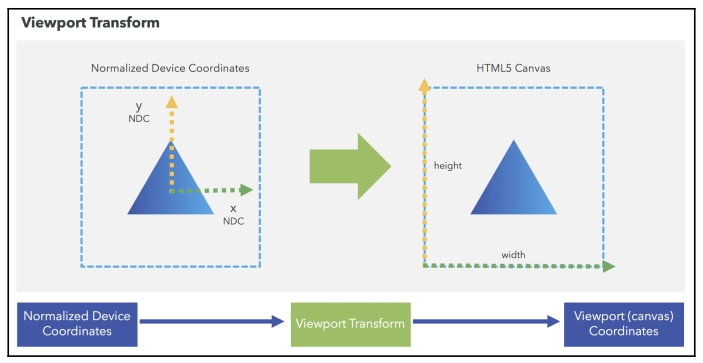 Viewport Transform
Normalized Device Coordinates
HTML5 Canvas
y
NDC
height
x
NDC
width
Normalized Device
Coordinates
Viewport Transform
Viewport (canvas)
Coordinates